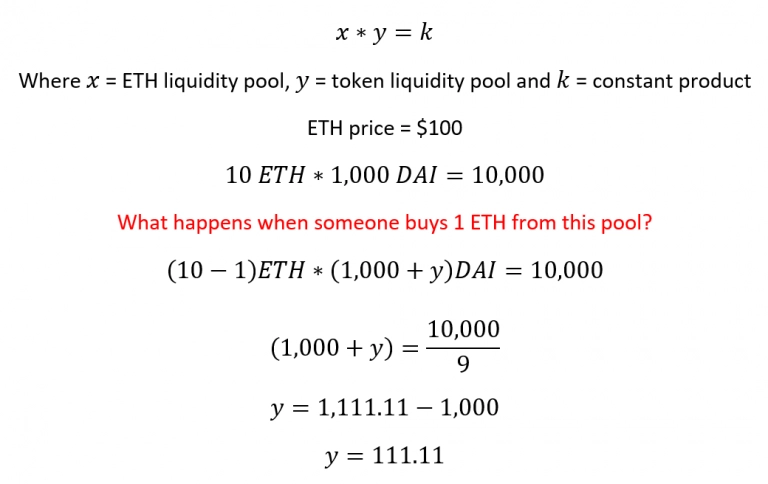 x * y = k
Where x = ETH liquidity pool, y = token liquidity pool and k = constant product
ETH price = $100
10 ETH * 1,000 DAI = 10,000
What happens when someone buys 1 ETH from this pool?
(10 − 1)ETH * (1,000 + y)DAI = 10,000
(1,000 + y) = 10,000 / 9
y = 1,111.11 − 1,000
y = 111.11